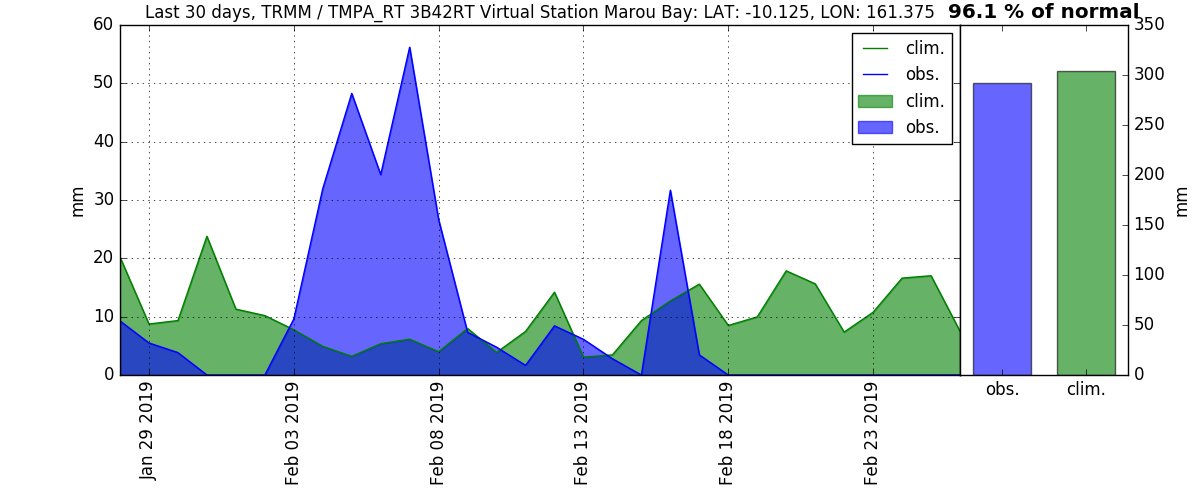 Last 30 days, TRMM / TMPA_RT 3B42RT Virtual Station Marou Bay: LAT: -10.125, LON: 161.375
96.1 % of normal
60
50
40
30
20
10
0
mm
clim.
obs.
clim.
obs.
Jan 29 2019
Feb 03 2019
Feb 08 2019
Feb 13 2019
Feb 18 2019
Feb 23 2019
350
300
250
200
150
100
50
0
mm
obs.
clim.